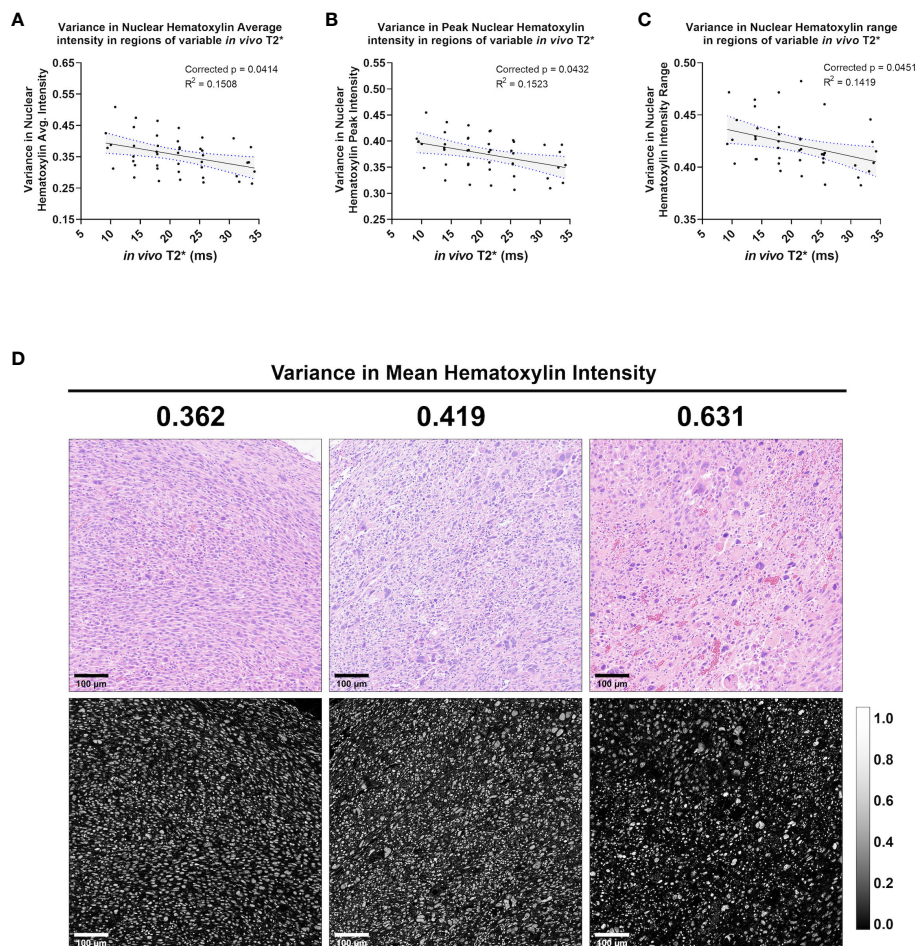 A
Variance in Nuclear Hematoxylin Average
intensity in regions of variable in vivo T2*
Corrected p = 0.0414
R² = 0.1508
Variance in Nuclear
Hematoxylin Avg. Intensity
0.65
0.55
0.45
0.35
0.25
0.15
5
10
15
20
25
30
35
in vivo T2* (ms)
B
Variance in Peak Nuclear Hematoxylin
intensity in regions of variable in vivo T2*
Corrected p = 0.0432
R² = 0.1523
Variance in Nuclear
Hematoxylin Peak Intensity
0.55
0.50
0.45
0.40
0.35
0.30
0.25
5
10
15
20
25
30
35
in vivo T2* (ms)
C
Variance in Nuclear Hematoxylin range
in regions of variable in vivo T2*
Corrected p = 0.0451
R² = 0.1419
Variance in Nuclear
Hematoxylin Intensity Range
0.50
0.45
0.40
0.35
5
10
15
20
25
30
35
in vivo T2* (ms)
D
Variance in Mean Hematoxylin Intensity
0.362
0.419
0.631
100 µm
100 µm
100 µm
100 µm
100 µm
100 µm
1.0
0.8
0.6
0.4
0.2
0.0